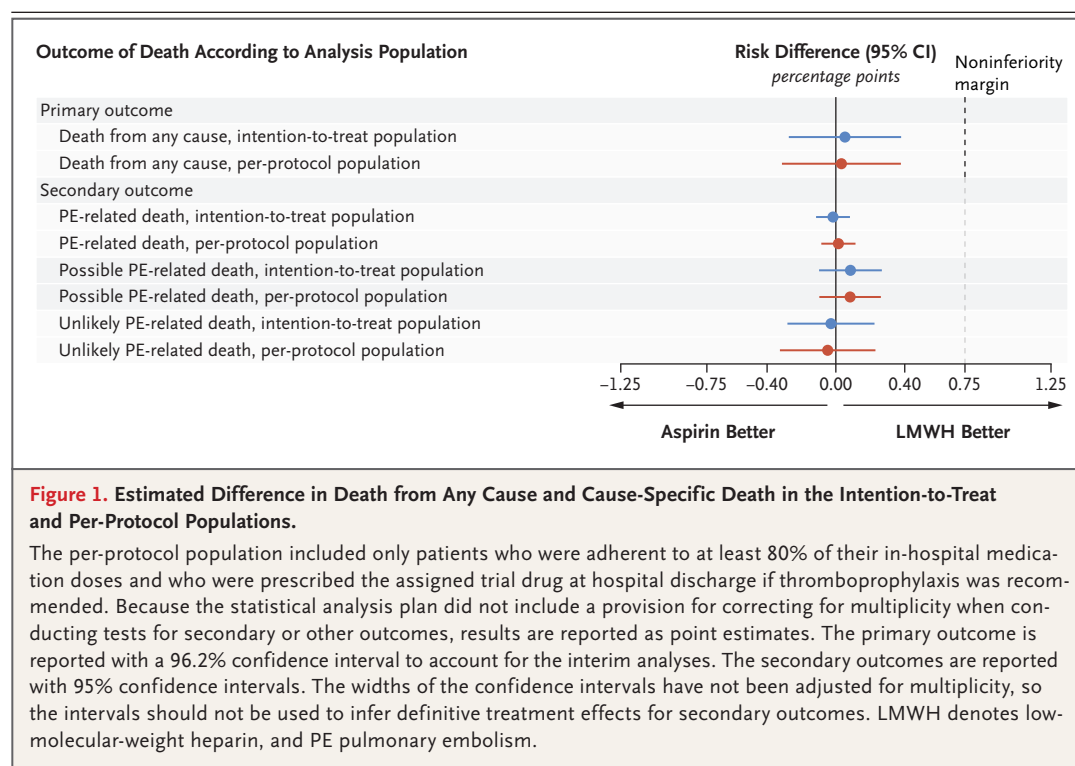 Outcome of Death According to Analysis Population
Risk Difference (95% CI)
percentage points
Noninferiority
margin
Primary outcome
Death from any cause, intention-to-treat population
Death from any cause, per-protocol population
Secondary outcome
PE-related death, intention-to-treat population
PE-related death, per-protocol population
Possible PE-related death, intention-to-treat population
Possible PE-related death, per-protocol population
Unlikely PE-related death, intention-to-treat population
Unlikely PE-related death, per-protocol population
−1.25 −0.75 −0.40 0.00 0.40 0.75 1.25
Aspirin Better LMWH Better
Figure 1. Estimated Difference in Death from Any Cause and Cause-Specific Death in the Intention-to-Treat
and Per-Protocol Populations.
The per-protocol population included only patients who were adherent to at least 80% of their in-hospital medica-
tion doses and who were prescribed the assigned trial drug at hospital discharge if thromboprophylaxis was recom-
mended. Because the statistical analysis plan did not include a provision for correcting for multiplicity when con-
ducting tests for secondary or other outcomes, results are reported as point estimates. The primary outcome is
reported with a 96.2% confidence interval to account for the interim analyses. The secondary outcomes are reported
with 95% confidence intervals. The widths of the confidence intervals have not been adjusted for multiplicity, so
the intervals should not be used to infer definitive treatment effects for secondary outcomes. LMWH denotes low-
molecular-weight heparin, and PE pulmonary embolism.